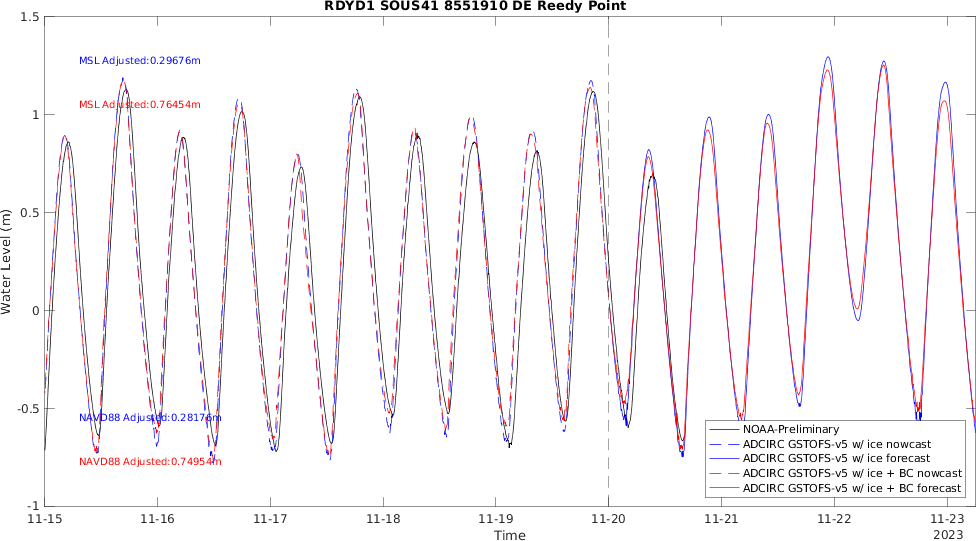 RDYD1 SOUS41 8551910 DE Reedy Point
1.5
1
0.5
0
-0.5
-1
Water Level (m)
MSL Adjusted:0.29676m
MSL Adjusted:0.76454m
NAVD88 Adjusted:0.28176m
NAVD88 Adjusted:0.74954m
NOAA-Preliminary
ADCIRC GSTOFS-v5 w/ ice nowcast
ADCIRC GSTOFS-v5 w/ ice forecast
ADCIRC GSTOFS-v5 w/ ice + BC nowcast
ADCIRC GSTOFS-v5 w/ ice + BC forecast
11-15 11-16 11-17 11-18 11-19 11-20 11-21 11-22 11-23
2023
Time